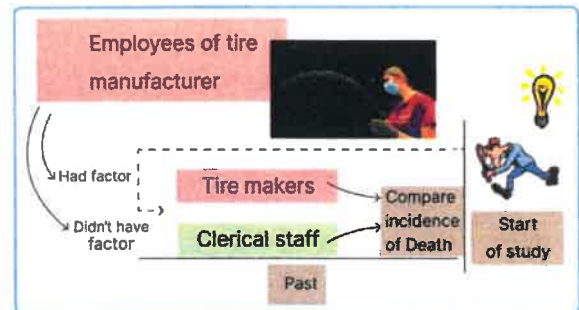 Employees of tire
manufacturer
Had factor
Didn't have
factor
Tire makers
Clerical staff
Compare
incidence
of Death
Start
of study
Past